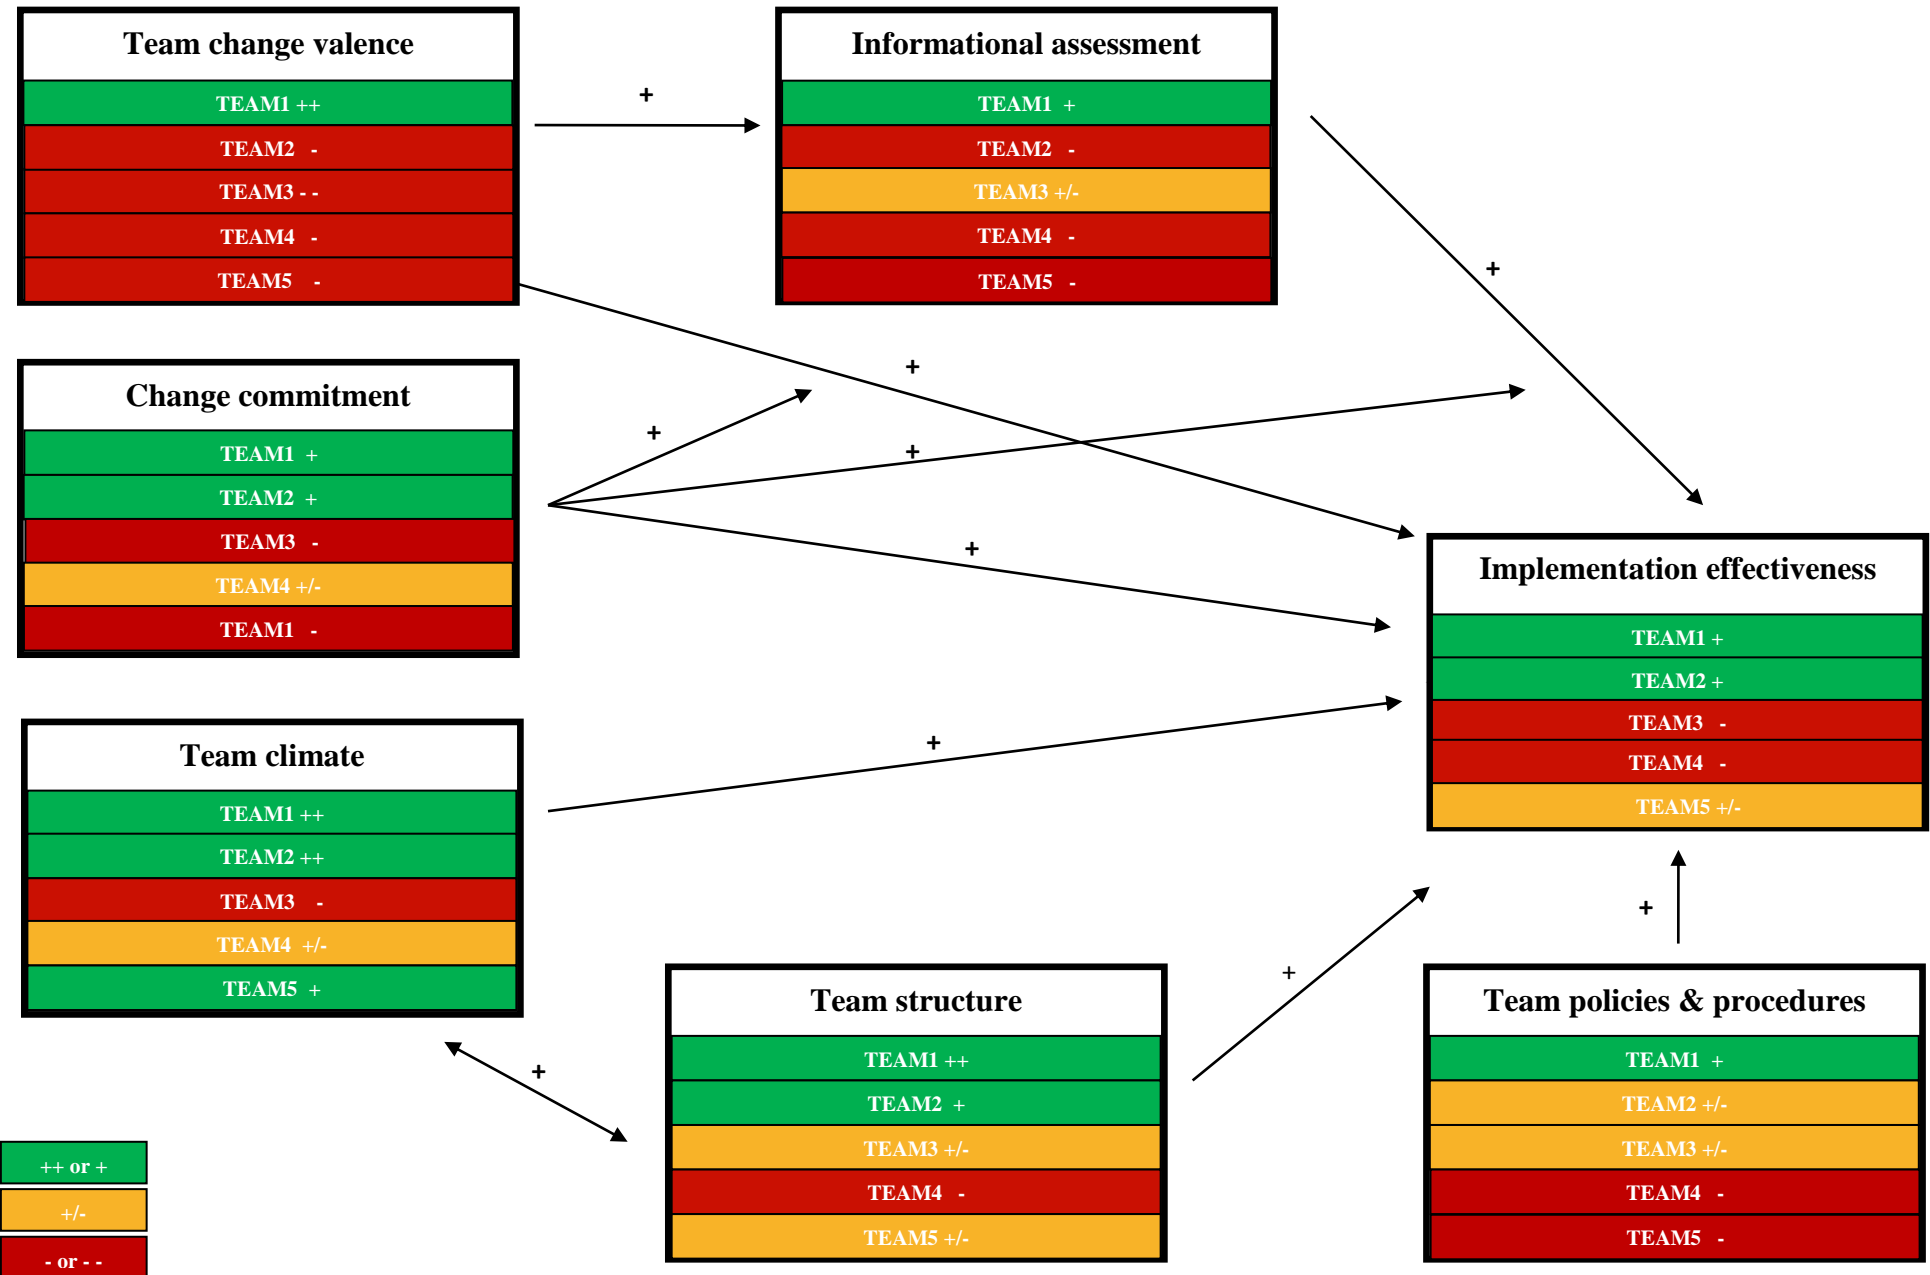 Team change valence
TEAM1 ++
TEAM2 -
TEAM3 - -
TEAM4 -
TEAM5 -
+
Informational assessment
TEAM1 +
TEAM2 -
TEAM3 +/-
TEAM4 -
TEAM5 -
+
+
Change commitment
TEAM1 +
TEAM2 +
TEAM3 -
TEAM4 +/-
TEAM1 -
+
+
+
Implementation effectiveness
TEAM1 +
TEAM2 +
TEAM3 -
TEAM4 -
TEAM5 +/-
Team climate
TEAM1 ++
TEAM2 ++
TEAM3 -
TEAM4 +/-
TEAM5 +
+
+
+
+
Team structure
TEAM1 ++
TEAM2 +
TEAM3 +/-
TEAM4 -
TEAM5 +/-
Team policies & procedures
TEAM1 +
TEAM2 +/-
TEAM3 +/-
TEAM4 -
TEAM5 -
++ or +
+/-
- or - -